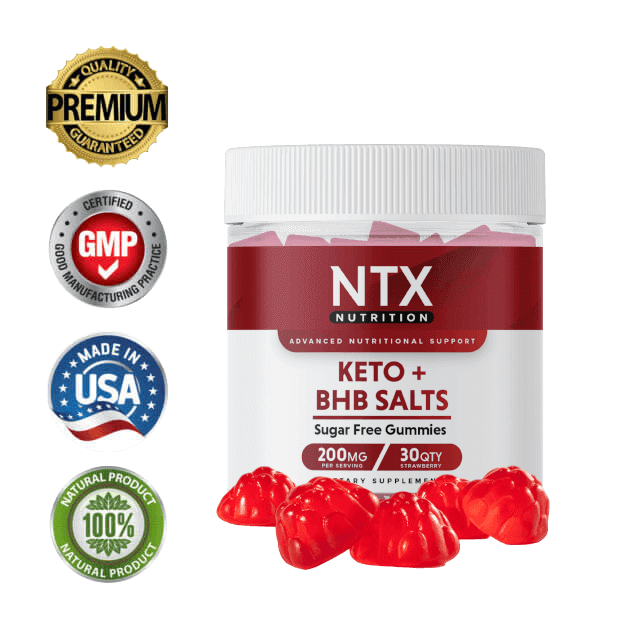 QUALITY
PREMIUM
GUARANTEED
CERTIFIED
GMP
GOOD MANUFACTURING PRACTICE
MADE IN
USA
NATURAL PRODUCT
100%
NATURAL PRODUCT
NTX
NUTRITION
ADVANCED NUTRITIONAL SUPPORT
KETO +
BHB SALTS
Sugar Free Gummies
200MG / 30QTY
PER SERVING STRAWBERRY